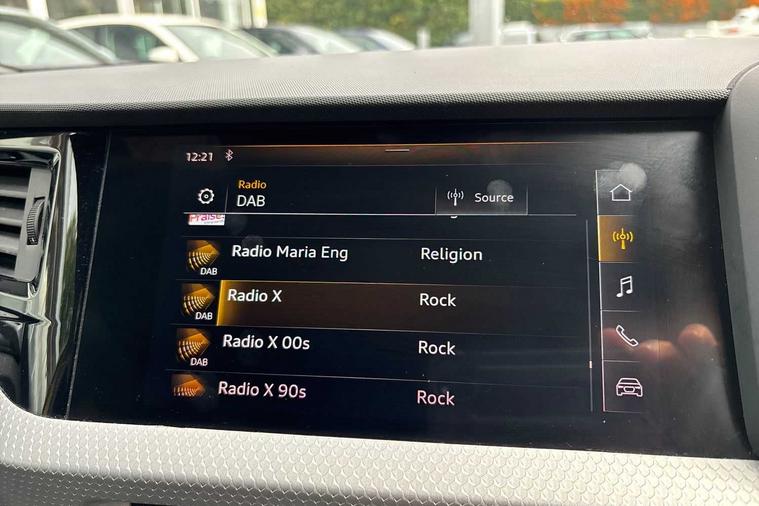 12:21
Radio
DAB
Source
Praise
Radio Maria Eng Religion
DAB
Radio X Rock
DAB
Radio X 00s Rock
DAB
Radio X 90s Rock